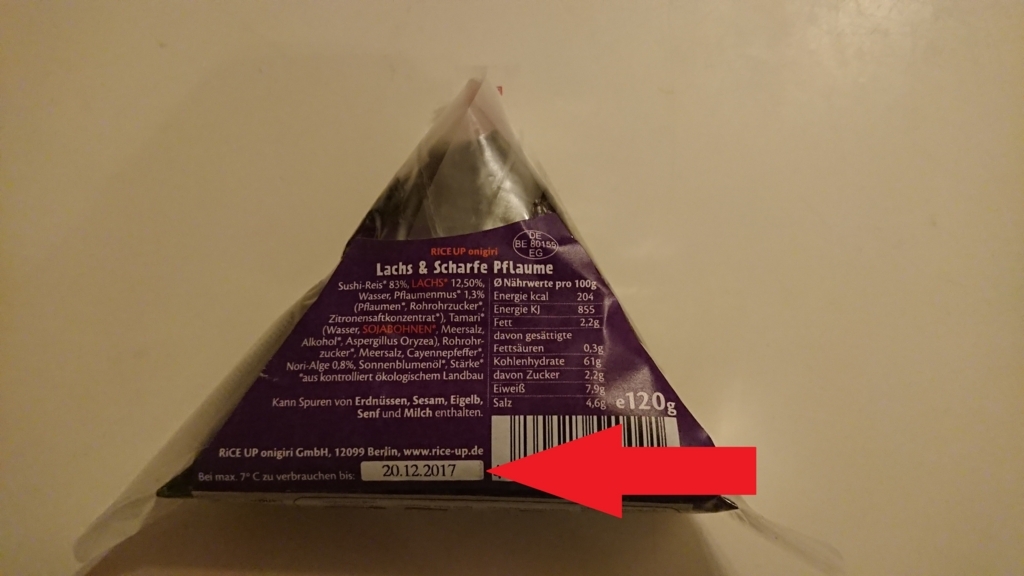 DE
BE 80155
EG
RICE UP onigiri
Lachs & Scharfe Pflaume
Sushi-Reis* 83%, LACHS* 12,50%,
Wasser, Pflaumenmus* 1,3%
(Pflaumen*, Rohrohrzucker*,
Zitronensaftkonzentrat*), Tamari*
(Wasser, SOJABOHNEN*, Meersalz,
Alkohol*, Aspergillus Oryzea), Rohrohr-
zucker*, Meersalz, Cayennepfeffer*,
Nori-Alge 0,8%, Sonnenblumenöl*, Stärke*
*aus kontrolliert ökologischem Landbau
Kann Spuren von Erdnüssen, Sesam, Eigelb,
Senf und Milch enthalten.
Ø Nährwerte pro 100g
Energie kcal 204
Energie KJ 855
Fett 2,2g
davon gesättigte
Fettsäuren 0,3g
Kohlenhydrate 61g
davon Zucker 2,2g
Eiweiß 7,9g
Salz 4,6g
e120g
RiCE UP onigiri GmbH, 12099 Berlin, www.rice-up.de
Bei max. 7° C zu verbrauchen bis: 20.12.2017